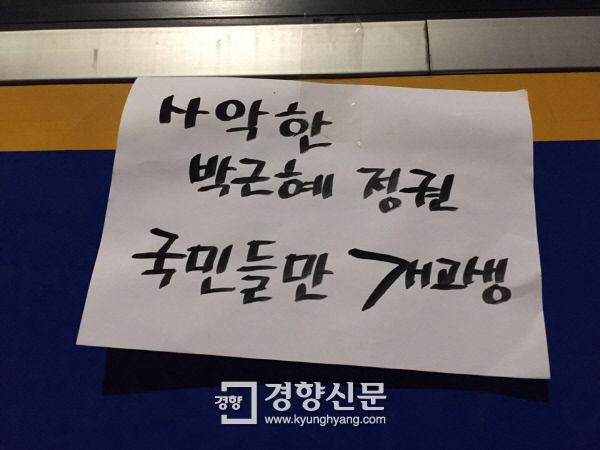 사악한
박근혜 정권
국민들만 개고생
경향 경향신문
www.kyunghyang.com